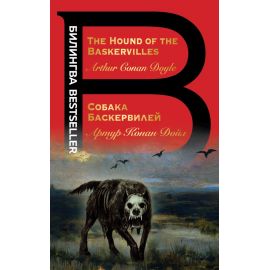 THE HOUND OF THE
BASKERVILLES
Arthur Conan Doyle
СОБАКА
БАСКЕРВИЛЕЙ
Артур Конан Дойл
БИЛИНГВА BESTSELLER
B